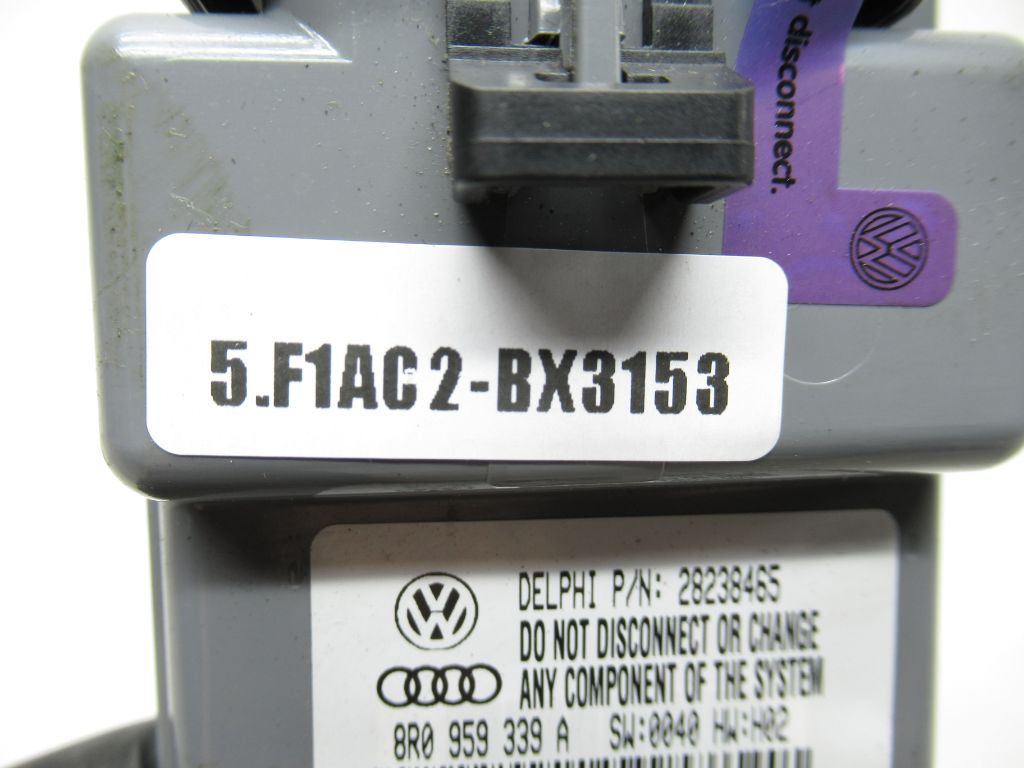 disconnect.
5.F1AC2-BX3153
DELPHI P/N: 28238465
DO NOT DISCONNECT OR CHANGE
ANY COMPONENT OF THE SYSTEM
8R0 959 339 A SW:0040 HW:H02